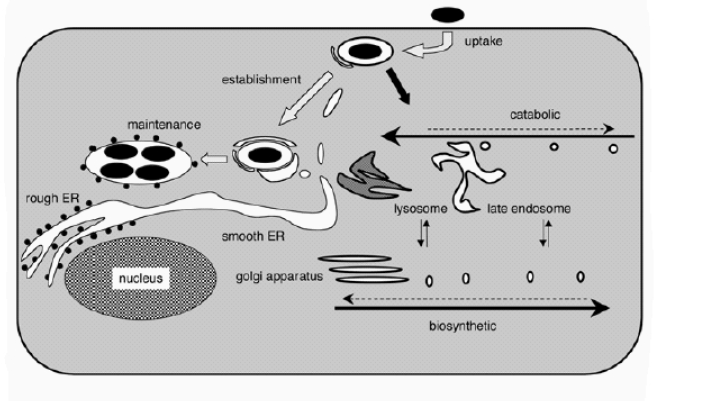 uptake
establishment
catabolic
maintenance
rough ER
lysosome
late endosome
smooth ER
golgi apparatus
nucleus
biosynthetic